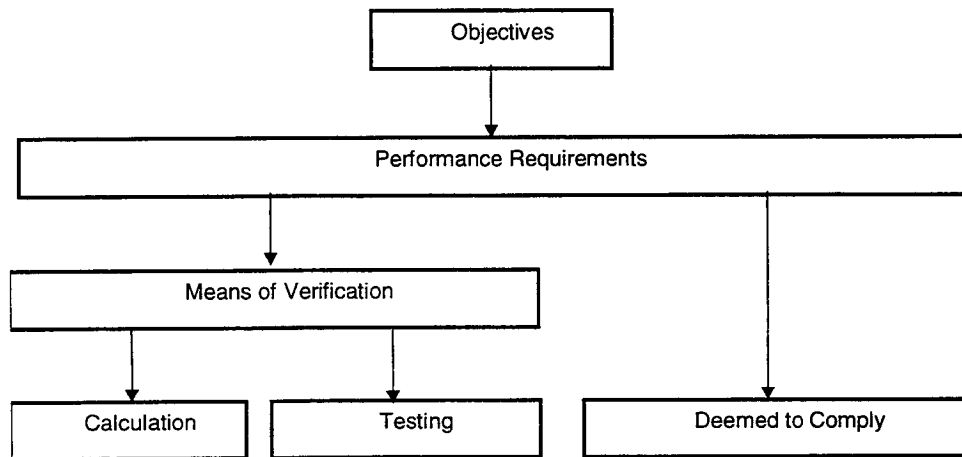 Objectives
Performance Requirements
Means of Verification
Calculation
Testing
Deemed to Comply